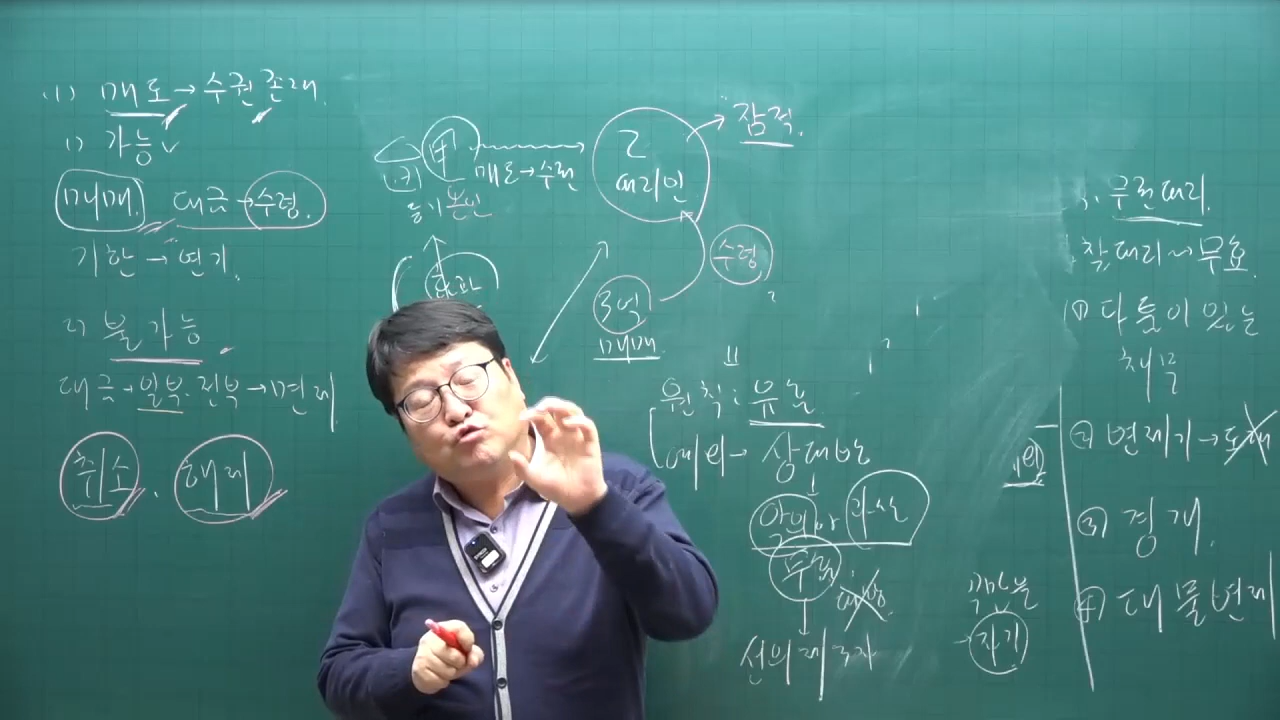 (1) 매도→수권 존재.
1) 가능
매매. 대금→수령.
기한→연기.
2) 불가능
대금→일부.전부→면제
취소. 해제
甲
매도→수권
본인
효과
乙
대리인
잠적.
수령
3억
매매
원칙: 유효
예외→ 상대방
악의 과실
무효
선의 제3자
무권대리.
쌍대리→무효.
① 다툼이 있는
채무
② 변제기→도래
③ 경개.
④ 대물변제
자기